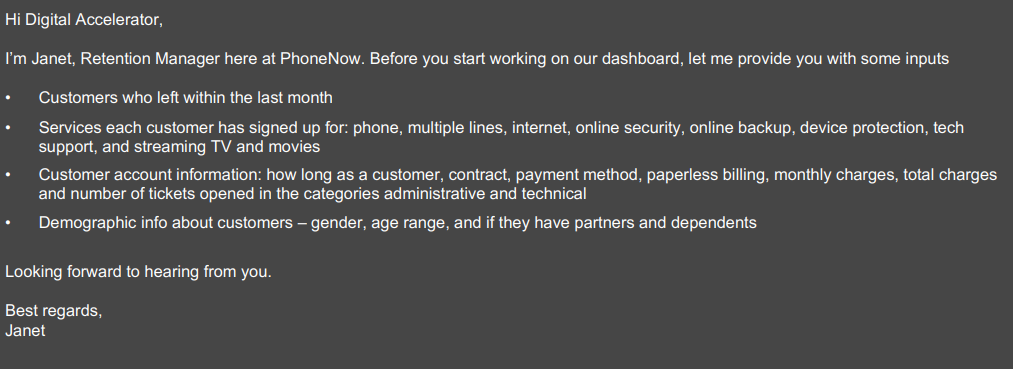 Hi Digital Accelerator,
I’m Janet, Retention Manager here at PhoneNow. Before you start working on our dashboard, let me provide you with some inputs
• Customers who left within the last month
• Services each customer has signed up for: phone, multiple lines, internet, online security, online backup, device protection, tech
support, and streaming TV and movies
• Customer account information: how long as a customer, contract, payment method, paperless billing, monthly charges, total charges
and number of tickets opened in the categories administrative and technical
• Demographic info about customers – gender, age range, and if they have partners and dependents
Looking forward to hearing from you.
Best regards,
Janet